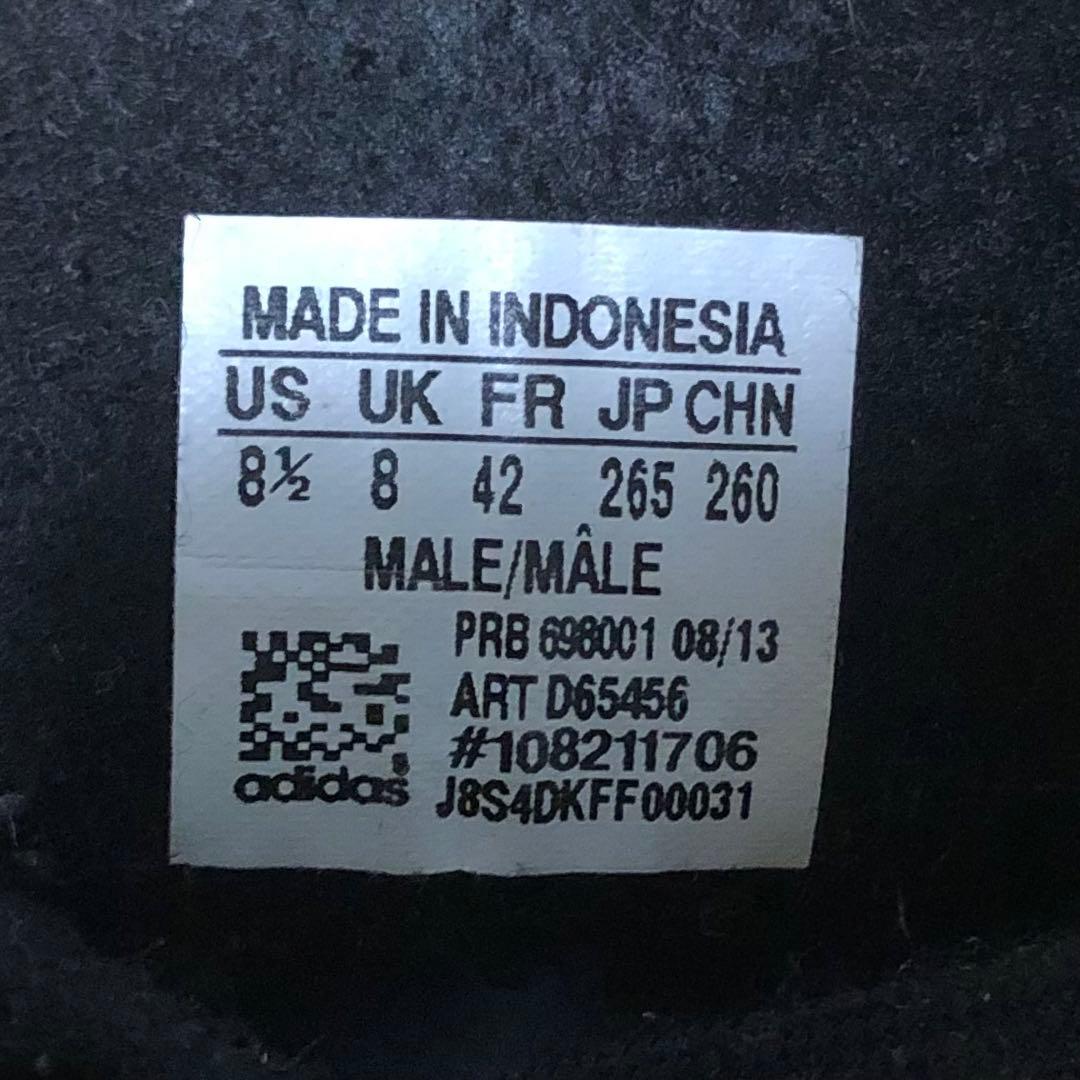 MADE IN INDONESIA
US UK FR JP CHN
8½ 8 42 265 260
MALE/MÂLE
PRB 698001 08/13
ART D65456
#108211706
adidas J8S4DKFF00031